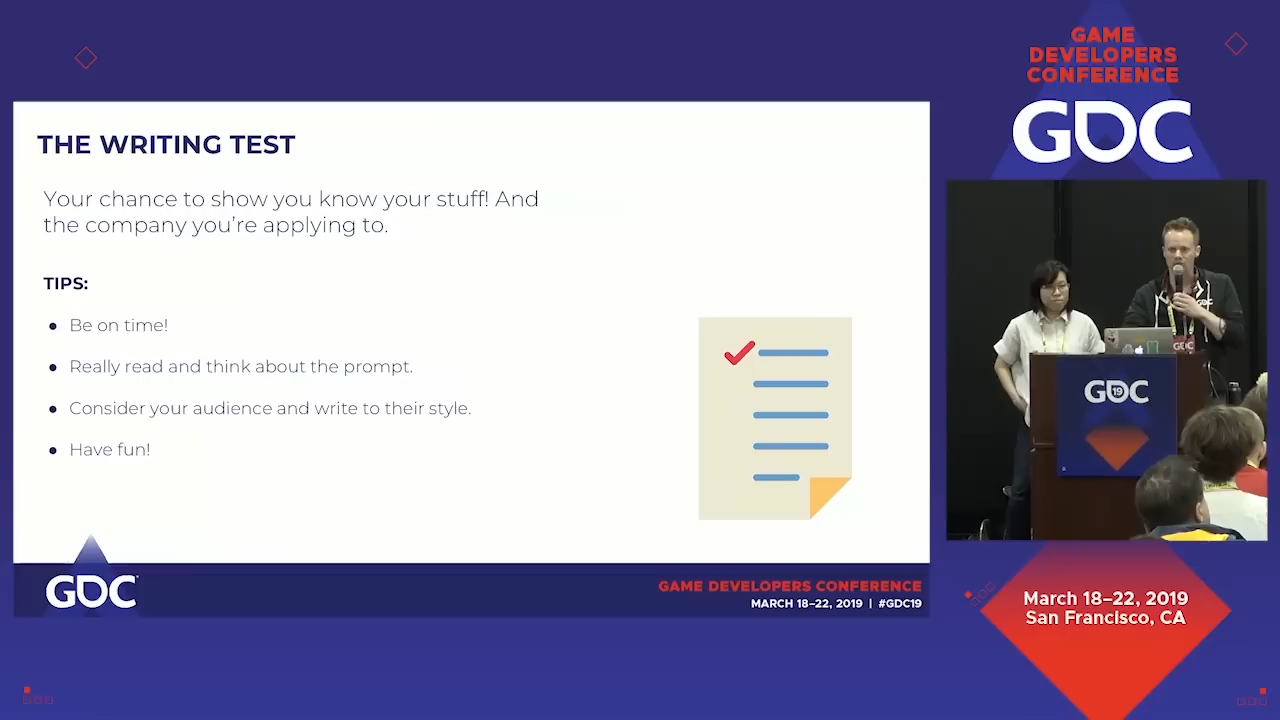 THE WRITING TEST
Your chance to show you know your stuff! And
the company you're applying to.
TIPS:
• Be on time!
• Really read and think about the prompt.
• Consider your audience and write to their style.
• Have fun!
GDC
GAME DEVELOPERS CONFERENCE
MARCH 18–22, 2019 | #GDC19
GAME
DEVELOPERS
CONFERENCE
GDC
GDC
GDC
GDC
19
March 18–22, 2019
San Francisco, CA